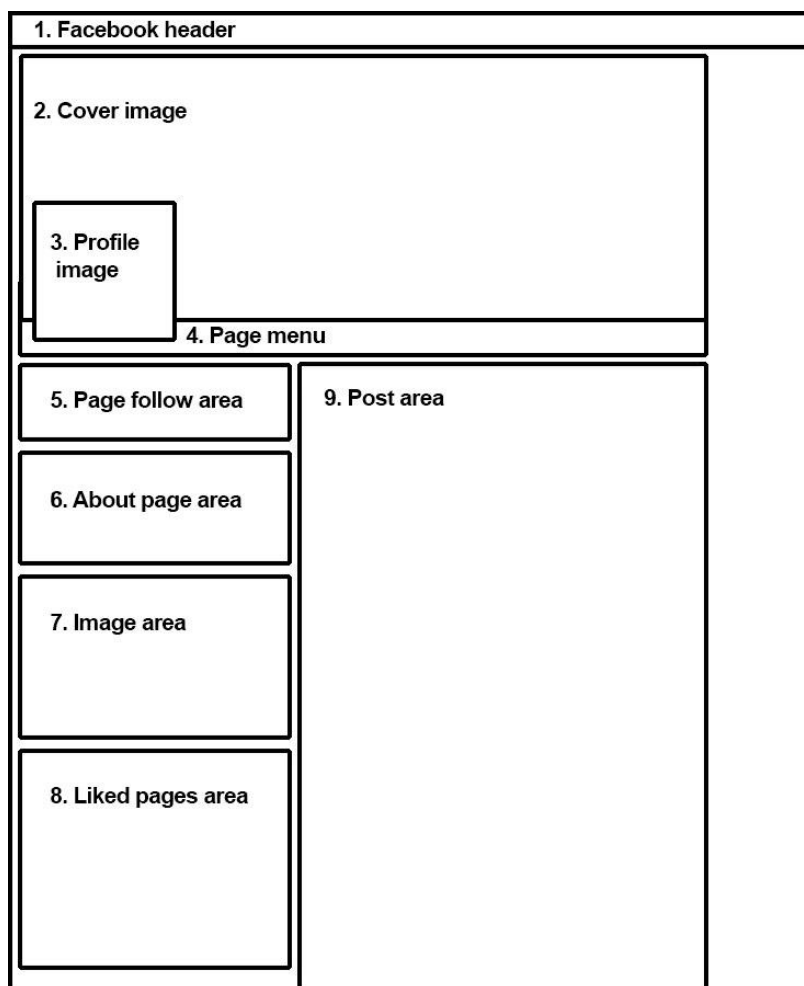 1. Facebook header
2. Cover image
3. Profile
image
4. Page menu
5. Page follow area
9. Post area
6. About page area
7. Image area
8. Liked pages area